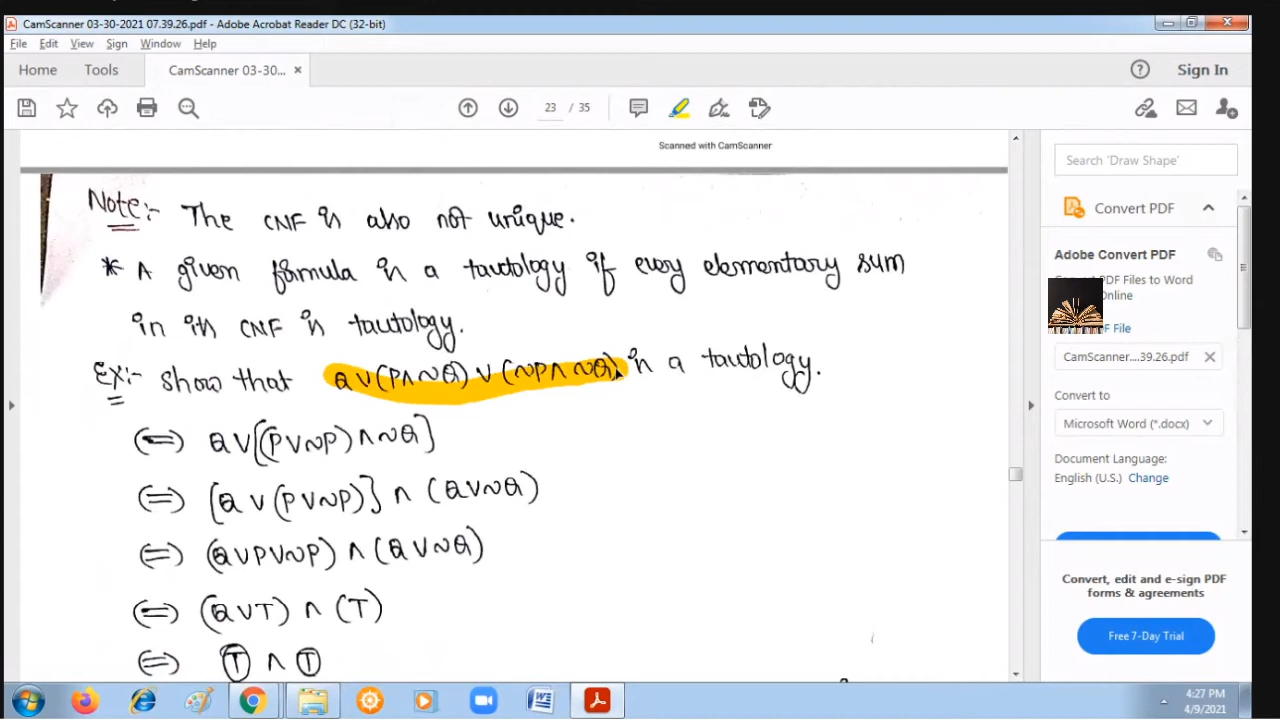 CamScanner 03-30-2021 07.39.26.pdf - Adobe Acrobat Reader DC (32-bit)
File Edit View Sign Window Help
Home Tools CamScanner 03-30... × Sign In
23 / 35
Scanned with CamScanner
Note:- The CNF is also not unique.
* A given formula is a tautology if every elementary sum
in its CNF is tautology.
Ex:- show that Q∨(P∧~Q)∨(~P∧~Q) is a tautology.
(⇔) Q∨[(P∨~P)∧~Q]
(⇔) [Q∨(P∨~P)]∧(Q∨~Q)
(⇔) (Q∨P∨~P)∧(Q∨~Q)
(⇔) (Q∨T)∧(T)
(⇔) T∧T
Search 'Draw Shape'
Convert PDF
Adobe Convert PDF
Convert PDF Files to Word
Online
File
CamScanner...39.26.pdf ×
Convert to
Microsoft Word (*.docx)
Document Language:
English (U.S.) Change
Convert, edit and e-sign PDF
forms & agreements
Free 7-Day Trial
4:27 PM
4/9/2021